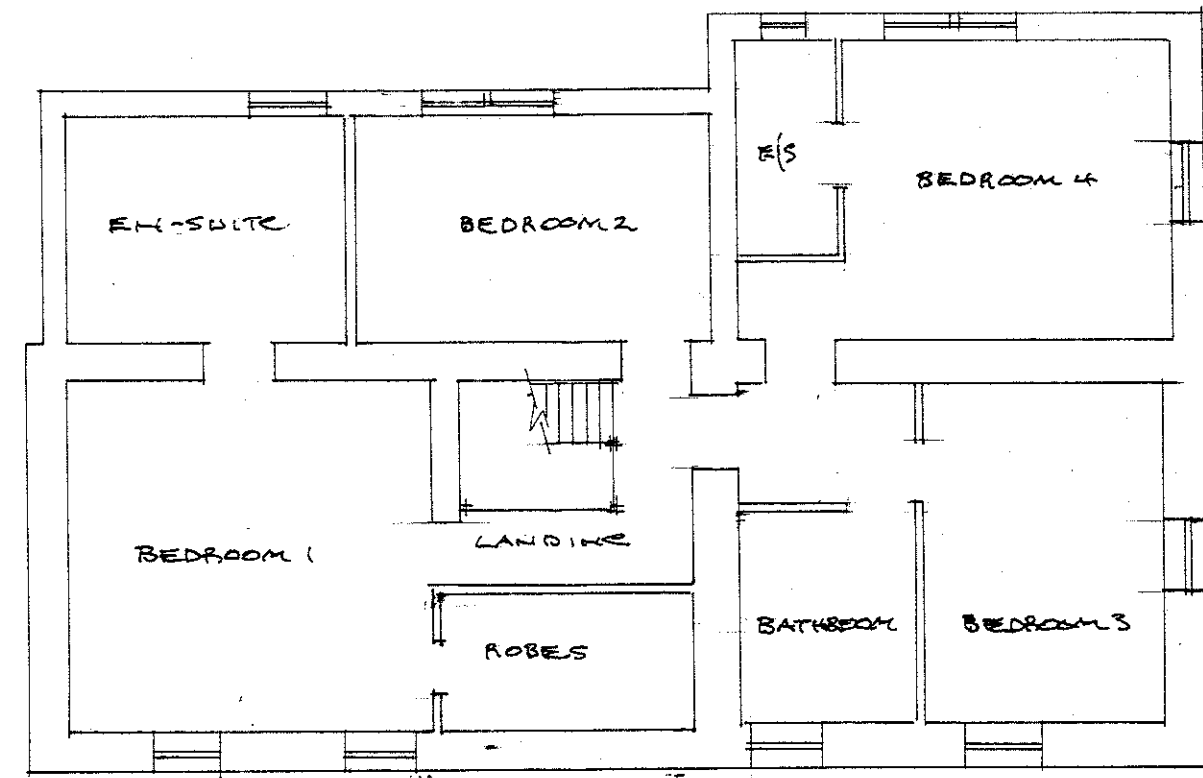 E/S
BEDROOM 4
EN-SUITE
BEDROOM 2
LANDING
BEDROOM 1
BATHROOM
BEDROOM 3
ROBES